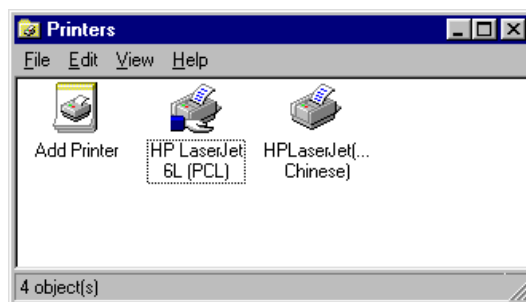 Printers
File Edit View Help
Add Printer
HP LaserJet
6L (PCL)
HPLaserJet(...
Chinese)
4 object(s)